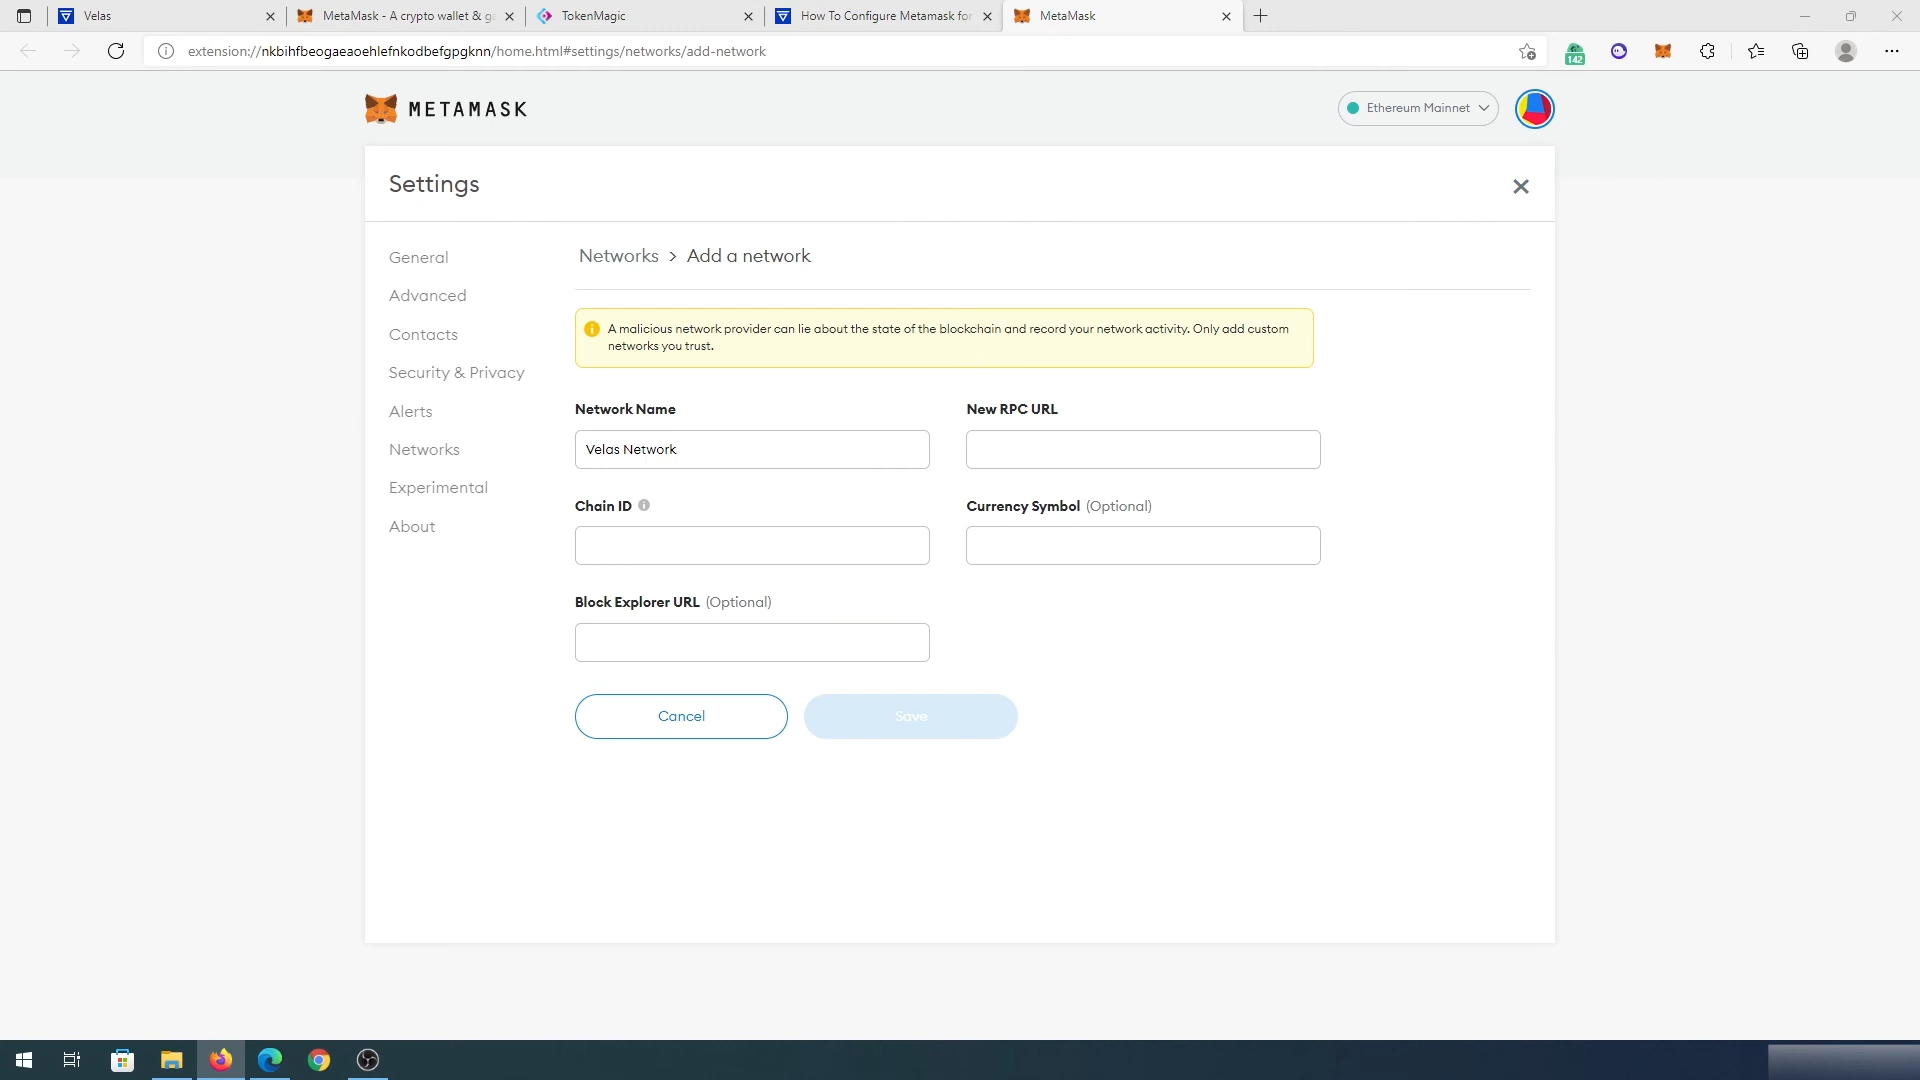 Velas
MetaMask - A crypto wallet & ga
TokenMagic
How To Configure Metamask for
MetaMask
extension://nkbihfbeogaeaoehlefnkodbefgpgknn/home.html#settings/networks/add-network
142
METAMASK
Ethereum Mainnet
Settings
General
Advanced
Contacts
Security & Privacy
Alerts
Networks
Experimental
About
Networks > Add a network
A malicious network provider can lie about the state of the blockchain and record your network activity. Only add custom
networks you trust.
Network Name
New RPC URL
Velas Network
Chain ID
Currency Symbol (Optional)
Block Explorer URL (Optional)
Cancel
Save